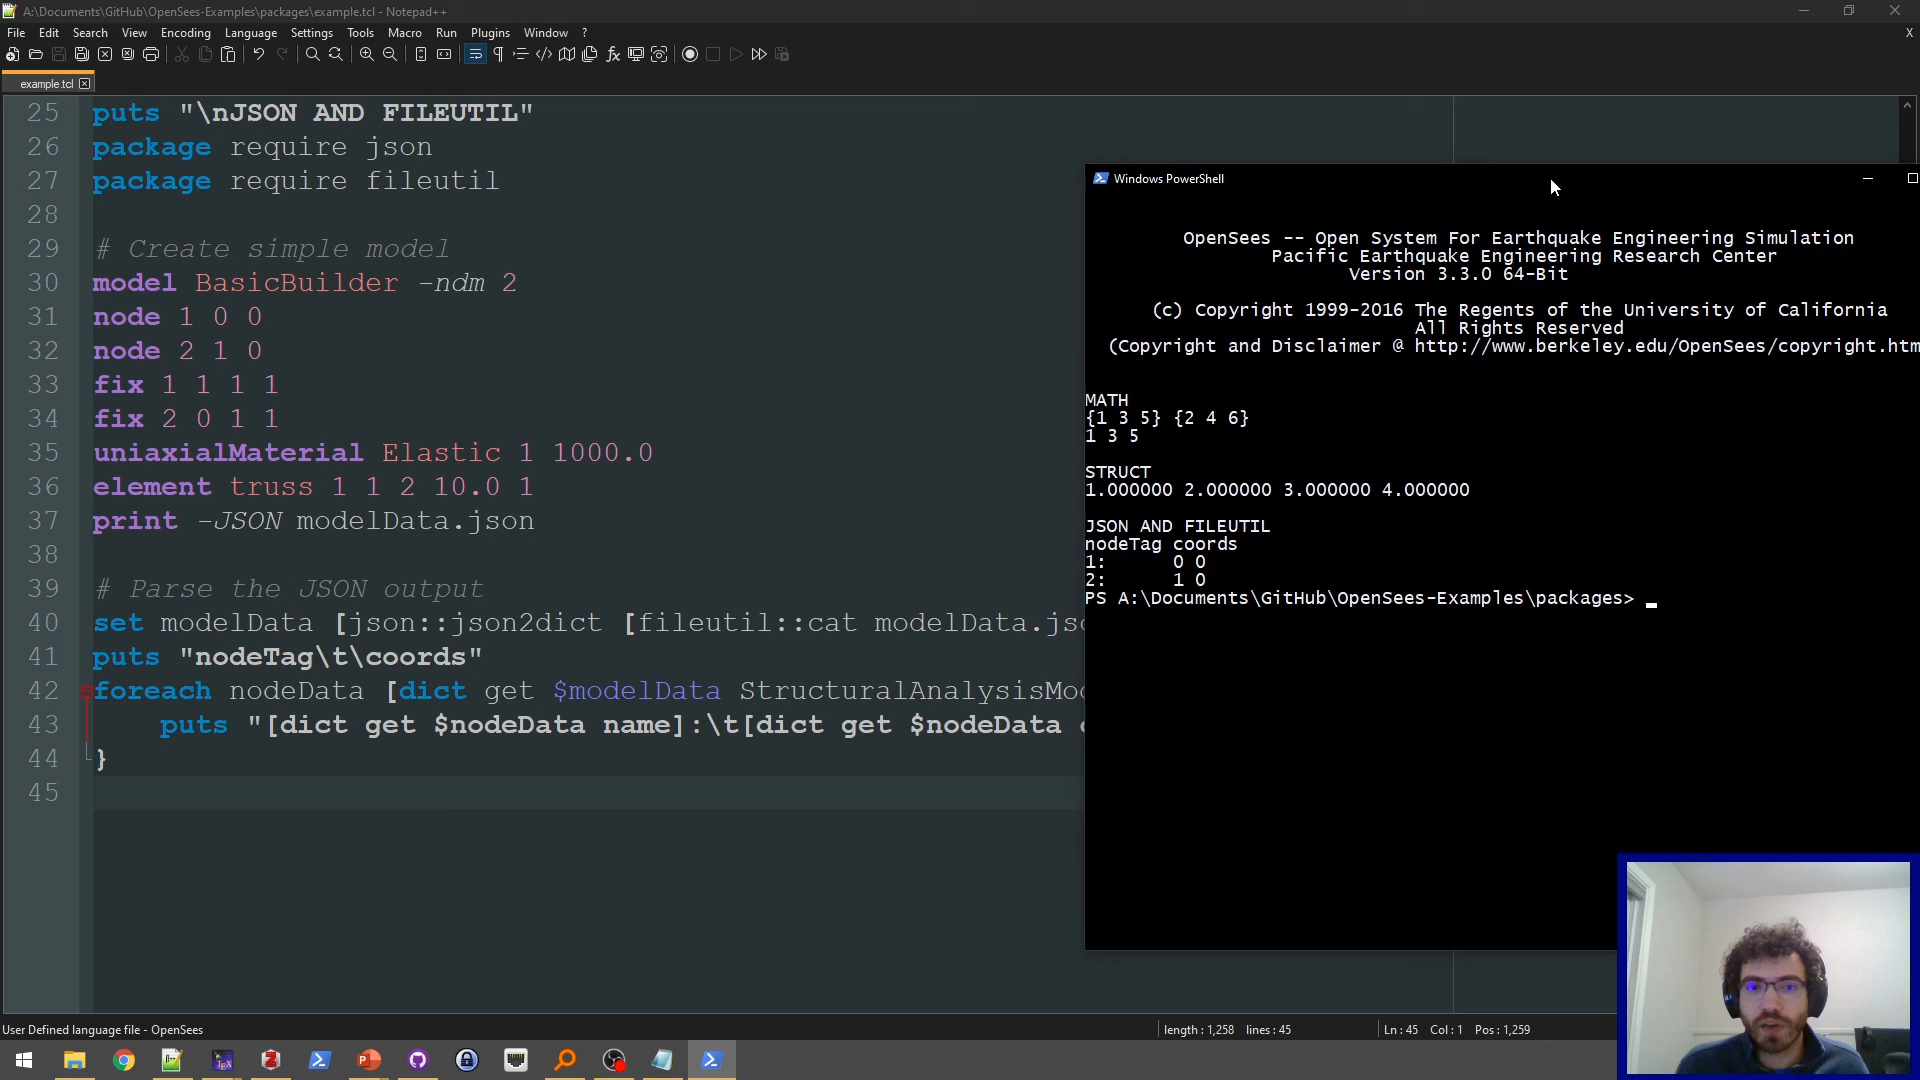 A:\Documents\GitHub\OpenSees-Examples\packages\example.tcl - Notepad++
File Edit Search View Encoding Language Settings Tools Macro Run Plugins Window ? X
example.tcl
25 puts "\nJSON AND FILEUTIL"
26 package require json
27 package require fileutil
28
29 # Create simple model
30 model BasicBuilder -ndm 2
31 node 1 0 0
32 node 2 1 0
33 fix 1 1 1 1
34 fix 2 0 1 1
35 uniaxialMaterial Elastic 1 1000.0
36 element truss 1 1 2 10.0 1
37 print -JSON modelData.json
38
39 # Parse the JSON output
40 set modelData [json::json2dict [fileutil::cat modelData.jso
41 puts "nodeTag\t\coords"
42 foreach nodeData [dict get $modelData StructuralAnalysisMo
43 puts "[dict get $nodeData name]:\t[dict get $nodeData
44 }
45
Windows PowerShell
OpenSees -- Open System For Earthquake Engineering Simulation
Pacific Earthquake Engineering Research Center
Version 3.3.0 64-Bit
(c) Copyright 1999-2016 The Regents of the University of California
All Rights Reserved
(Copyright and Disclaimer @ http://www.berkeley.edu/OpenSees/copyright.htm
MATH
{1 3 5} {2 4 6}
1 3 5
STRUCT
1.000000 2.000000 3.000000 4.000000
JSON AND FILEUTIL
nodeTag coords
1: 0 0
2: 1 0
PS A:\Documents\GitHub\OpenSees-Examples\packages>
User Defined language file - OpenSees
length : 1,258 lines : 45
Ln : 45 Col : 1 Pos : 1,259